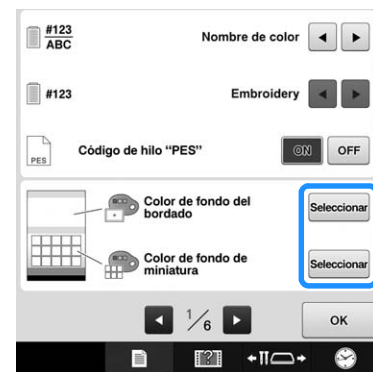 #123
ABC
Nombre de color
#123
Embroidery
PES
Código de hilo “PES”
ON
OFF
Color de fondo del
bordado
Seleccionar
Color de fondo de
miniatura
Seleccionar
1/6
OK
?